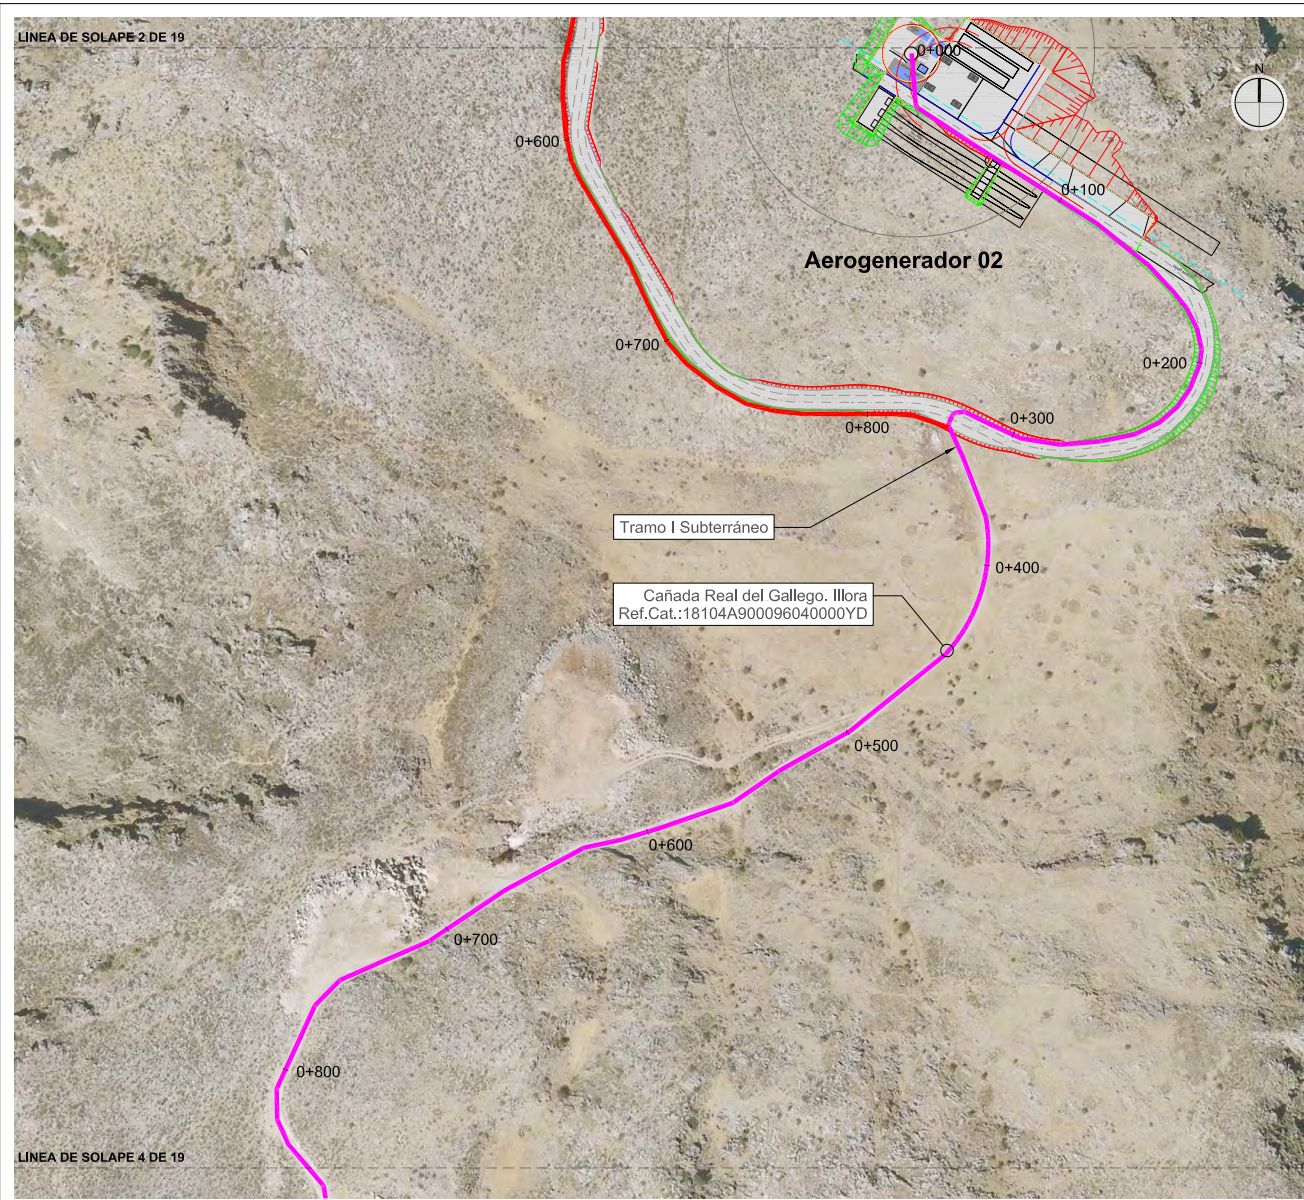 LÍNEA DE SOLAPE 2 DE 19
N
0+000
0+600
0+100
Aerogenerador 02
0+700
0+200
0+800
0+300
Tramo I Subterráneo
0+400
Cañada Real del Gallego. Illora
Ref.Cat.:18104A900096040000YD
0+500
0+600
0+700
0+800
LÍNEA DE SOLAPE 4 DE 19